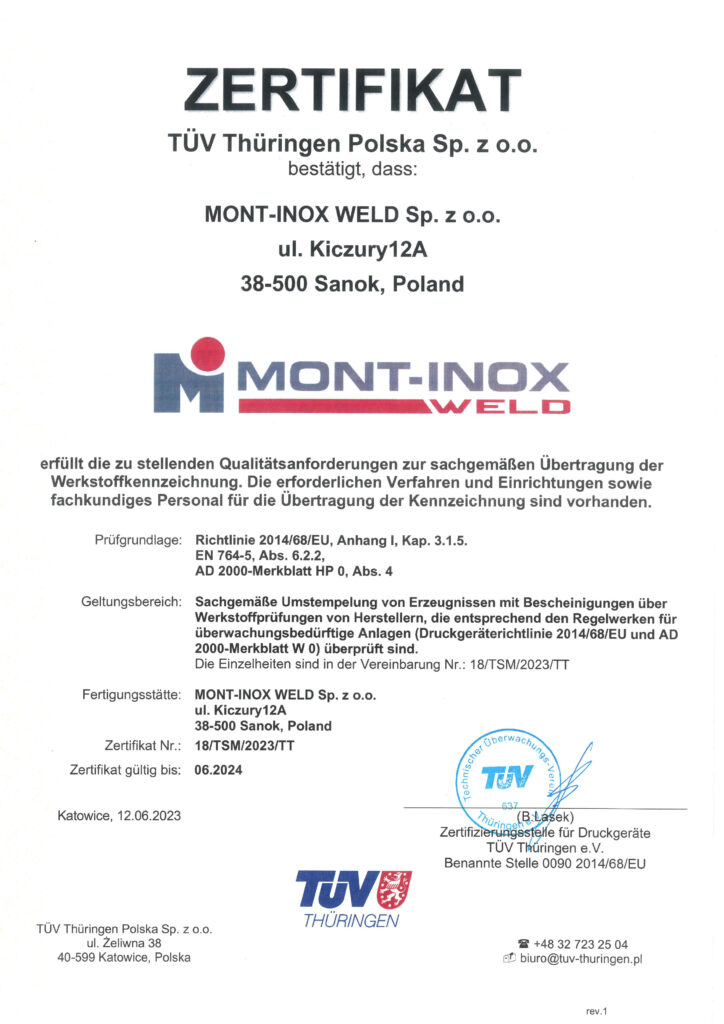 ZERTIFIKAT
TÜV Thüringen Polska Sp. z o.o.
bestätigt, dass:
MONT-INOX WELD Sp. z o.o.
ul. Kiczury12A
38-500 Sanok, Poland
MONT-INOX
WELD
erfüllt die zu stellenden Qualitätsanforderungen zur sachgemäßen Übertragung der
Werkstoffkennzeichnung. Die erforderlichen Verfahren und Einrichtungen sowie
fachkundiges Personal für die Übertragung der Kennzeichnung sind vorhanden.
Prüfgrundlage: Richtlinie 2014/68/EU, Anhang I, Kap. 3.1.5.
EN 764-5, Abs. 6.2.2,
AD 2000-Merkblatt HP 0, Abs. 4
Geltungsbereich: Sachgemäße Umstempelung von Erzeugnissen mit Bescheinigungen über
Werkstoffprüfungen von Herstellern, die entsprechend den Regelwerken für
überwachungsbedürftige Anlagen (Druckgeräterichtlinie 2014/68/EU und AD
2000-Merkblatt W 0) überprüft sind.
Die Einzelheiten sind in der Vereinbarung Nr.: 18/TSM/2023/TT
Fertigungsstätte: MONT-INOX WELD Sp. z o.o.
ul. Kiczury12A
38-500 Sanok, Poland
Zertifikat Nr.: 18/TSM/2023/TT
Zertifikat gültig bis: 06.2024
Technischer Überwachungs-Verein
TÜV
637
Thüringen e.V.
Katowice, 12.06.2023
(B.Lasek)
Zertifizierungsstelle für Druckgeräte
TÜV Thüringen e.V.
Benannte Stelle 0090 2014/68/EU
TÜV
THÜRINGEN
TÜV Thüringen Polska Sp. z o.o.
ul. Żeliwna 38
40-599 Katowice, Polska
☎ +48 32 723 25 04
biuro@tuv-thuringen.pl
rev.1